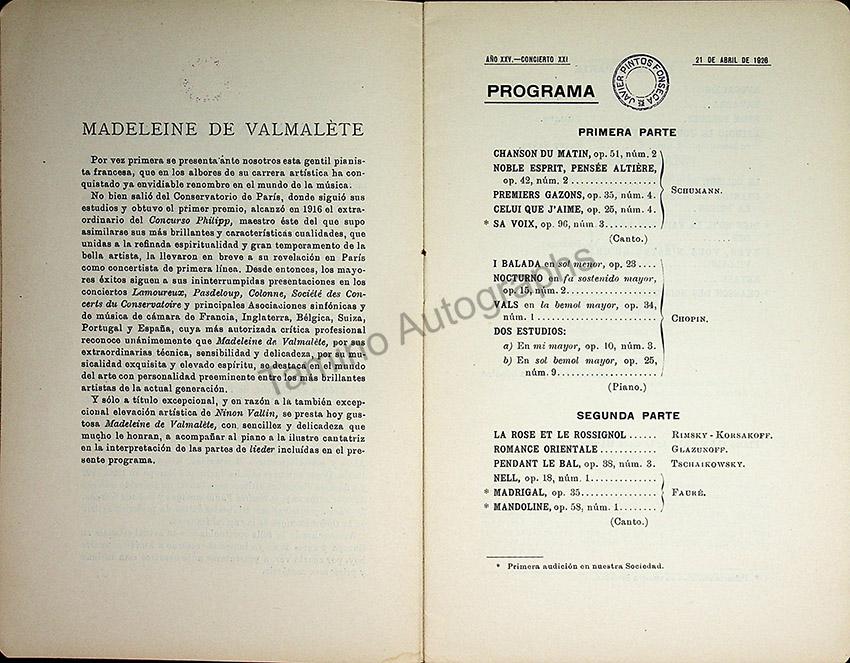 MADELEINE DE VALMALÈTE
Por vez primera se presenta ante nosotros esta gentil pianis-
ta francesa, que en los albores de su carrera artística ha con-
quistado ya envidiable renombre en el mundo de la música.
No bien salió del Conservatorio de París, donde siguió sus
estudios y obtuvo el primer premio, alcanzó en 1916 el extra-
ordinario del Concurso Philipp, maestro éste del que supo
asimilarse sus más brillantes y características cualidades, que
unidas a la refinada espiritualidad y gran temperamento de la
bella artista, la llevaron en breve a su revelación en París
como concertista de primera línea. Desde entonces, los mayo-
res éxitos siguen a sus ininterrumpidas presentaciones en los
conciertos Lamoureux, Pasdeloup, Colonne, Société des Con-
certs du Conservatoire y principales Asociaciones sinfónicas y
de música de cámara de Francia, Inglaterra, Bélgica, Suiza,
Portugal y España, cuya más autorizada crítica profesional
reconoce unánimemente que Madeleine de Valmalète, por sus
extraordinarias técnica, sensibilidad y delicadeza, por su mu-
sicalidad exquisita y elevado espíritu, se destaca en el mundo
del arte con personalidad preeminente entre los más brillantes
artistas de la actual generación.
Y sólo a título excepcional, y en razón a la también excep-
cional elevación artística de Ninon Vallin, se presta hoy gus-
tosa Madeleine de Valmalète, con sencillez y delicadeza que
mucho le honran, a acompañar al piano a la ilustre cantatriz
en la interpretación de las partes de lieder incluídas en el pre-
sente programa.
AÑO XXV.—CONCIERTO XXI
21 DE ABRIL DE 1926
JAVIER PINTOS FONSECA
PROGRAMA
PRIMERA PARTE
CHANSON DU MATIN, op. 51, núm. 2
NOBLE ESPRIT, PENSÉE ALTIÈRE,
op. 42, núm. 2
PREMIERS GAZONS, op. 35, núm. 4.
CELUI QUE J'AIME, op. 25, núm. 4.
* SA VOIX, op. 96, núm. 3
SCHUMANN.
(Canto.)
I BALADA en sol menor, op. 23
NOCTURNO en fa sostenido mayor,
op. 15, núm. 2
VALS en la bemol mayor, op. 34,
núm. 1
DOS ESTUDIOS:
a) En mi mayor, op. 10, núm. 3.
b) En sol bemol mayor, op. 25,
núm. 9
CHOPIN.
(Piano.)
SEGUNDA PARTE
LA ROSE ET LE ROSSIGNOL ...... RIMSKY-KORSAKOFF.
ROMANCE ORIENTALE ............ GLAZUNOFF.
PENDANT LE BAL, op. 38, núm. 3. TSCHAIKOWSKY.
NELL, op. 18, núm. 1
* MADRIGAL, op. 35
* MANDOLINE, op. 58, núm. 1
FAURÉ.
(Canto.)
* Primera audición en nuestra Sociedad.
Tamino Autographs